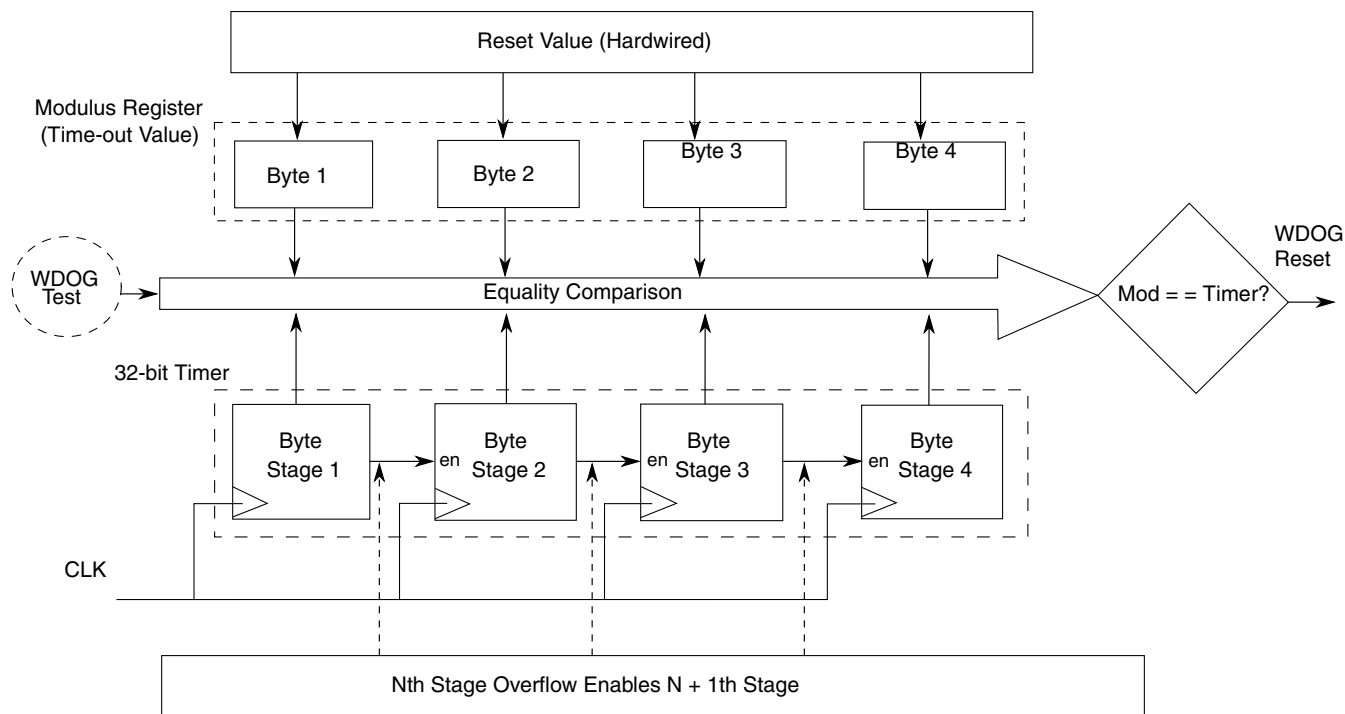 Reset Value (Hardwired)
Modulus Register
(Time-out Value)
Byte 1
Byte 2
Byte 3
Byte 4
WDOG
Test
Equality Comparison
Mod = = Timer?
WDOG
Reset
32-bit Timer
Byte
Stage 1
en
Byte
Stage 2
en
Byte
Stage 3
en
Byte
Stage 4
CLK
Nth Stage Overflow Enables N + 1th Stage